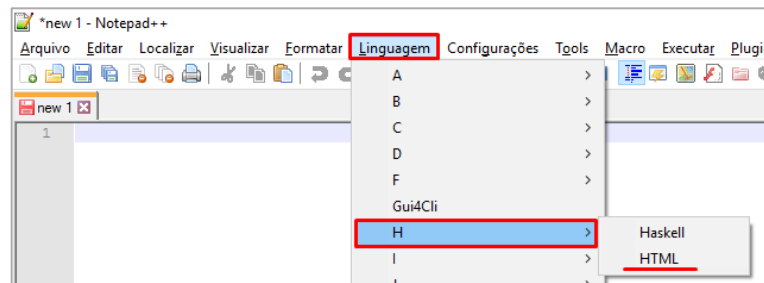 *new 1 - Notepad++
Arquivo Editar Localizar Visualizar Formatar Linguagem Configurações Tools Macro Executar Plugi
new 1
1
A
B
C
D
F
Gui4Cli
H
Haskell
I
HTML